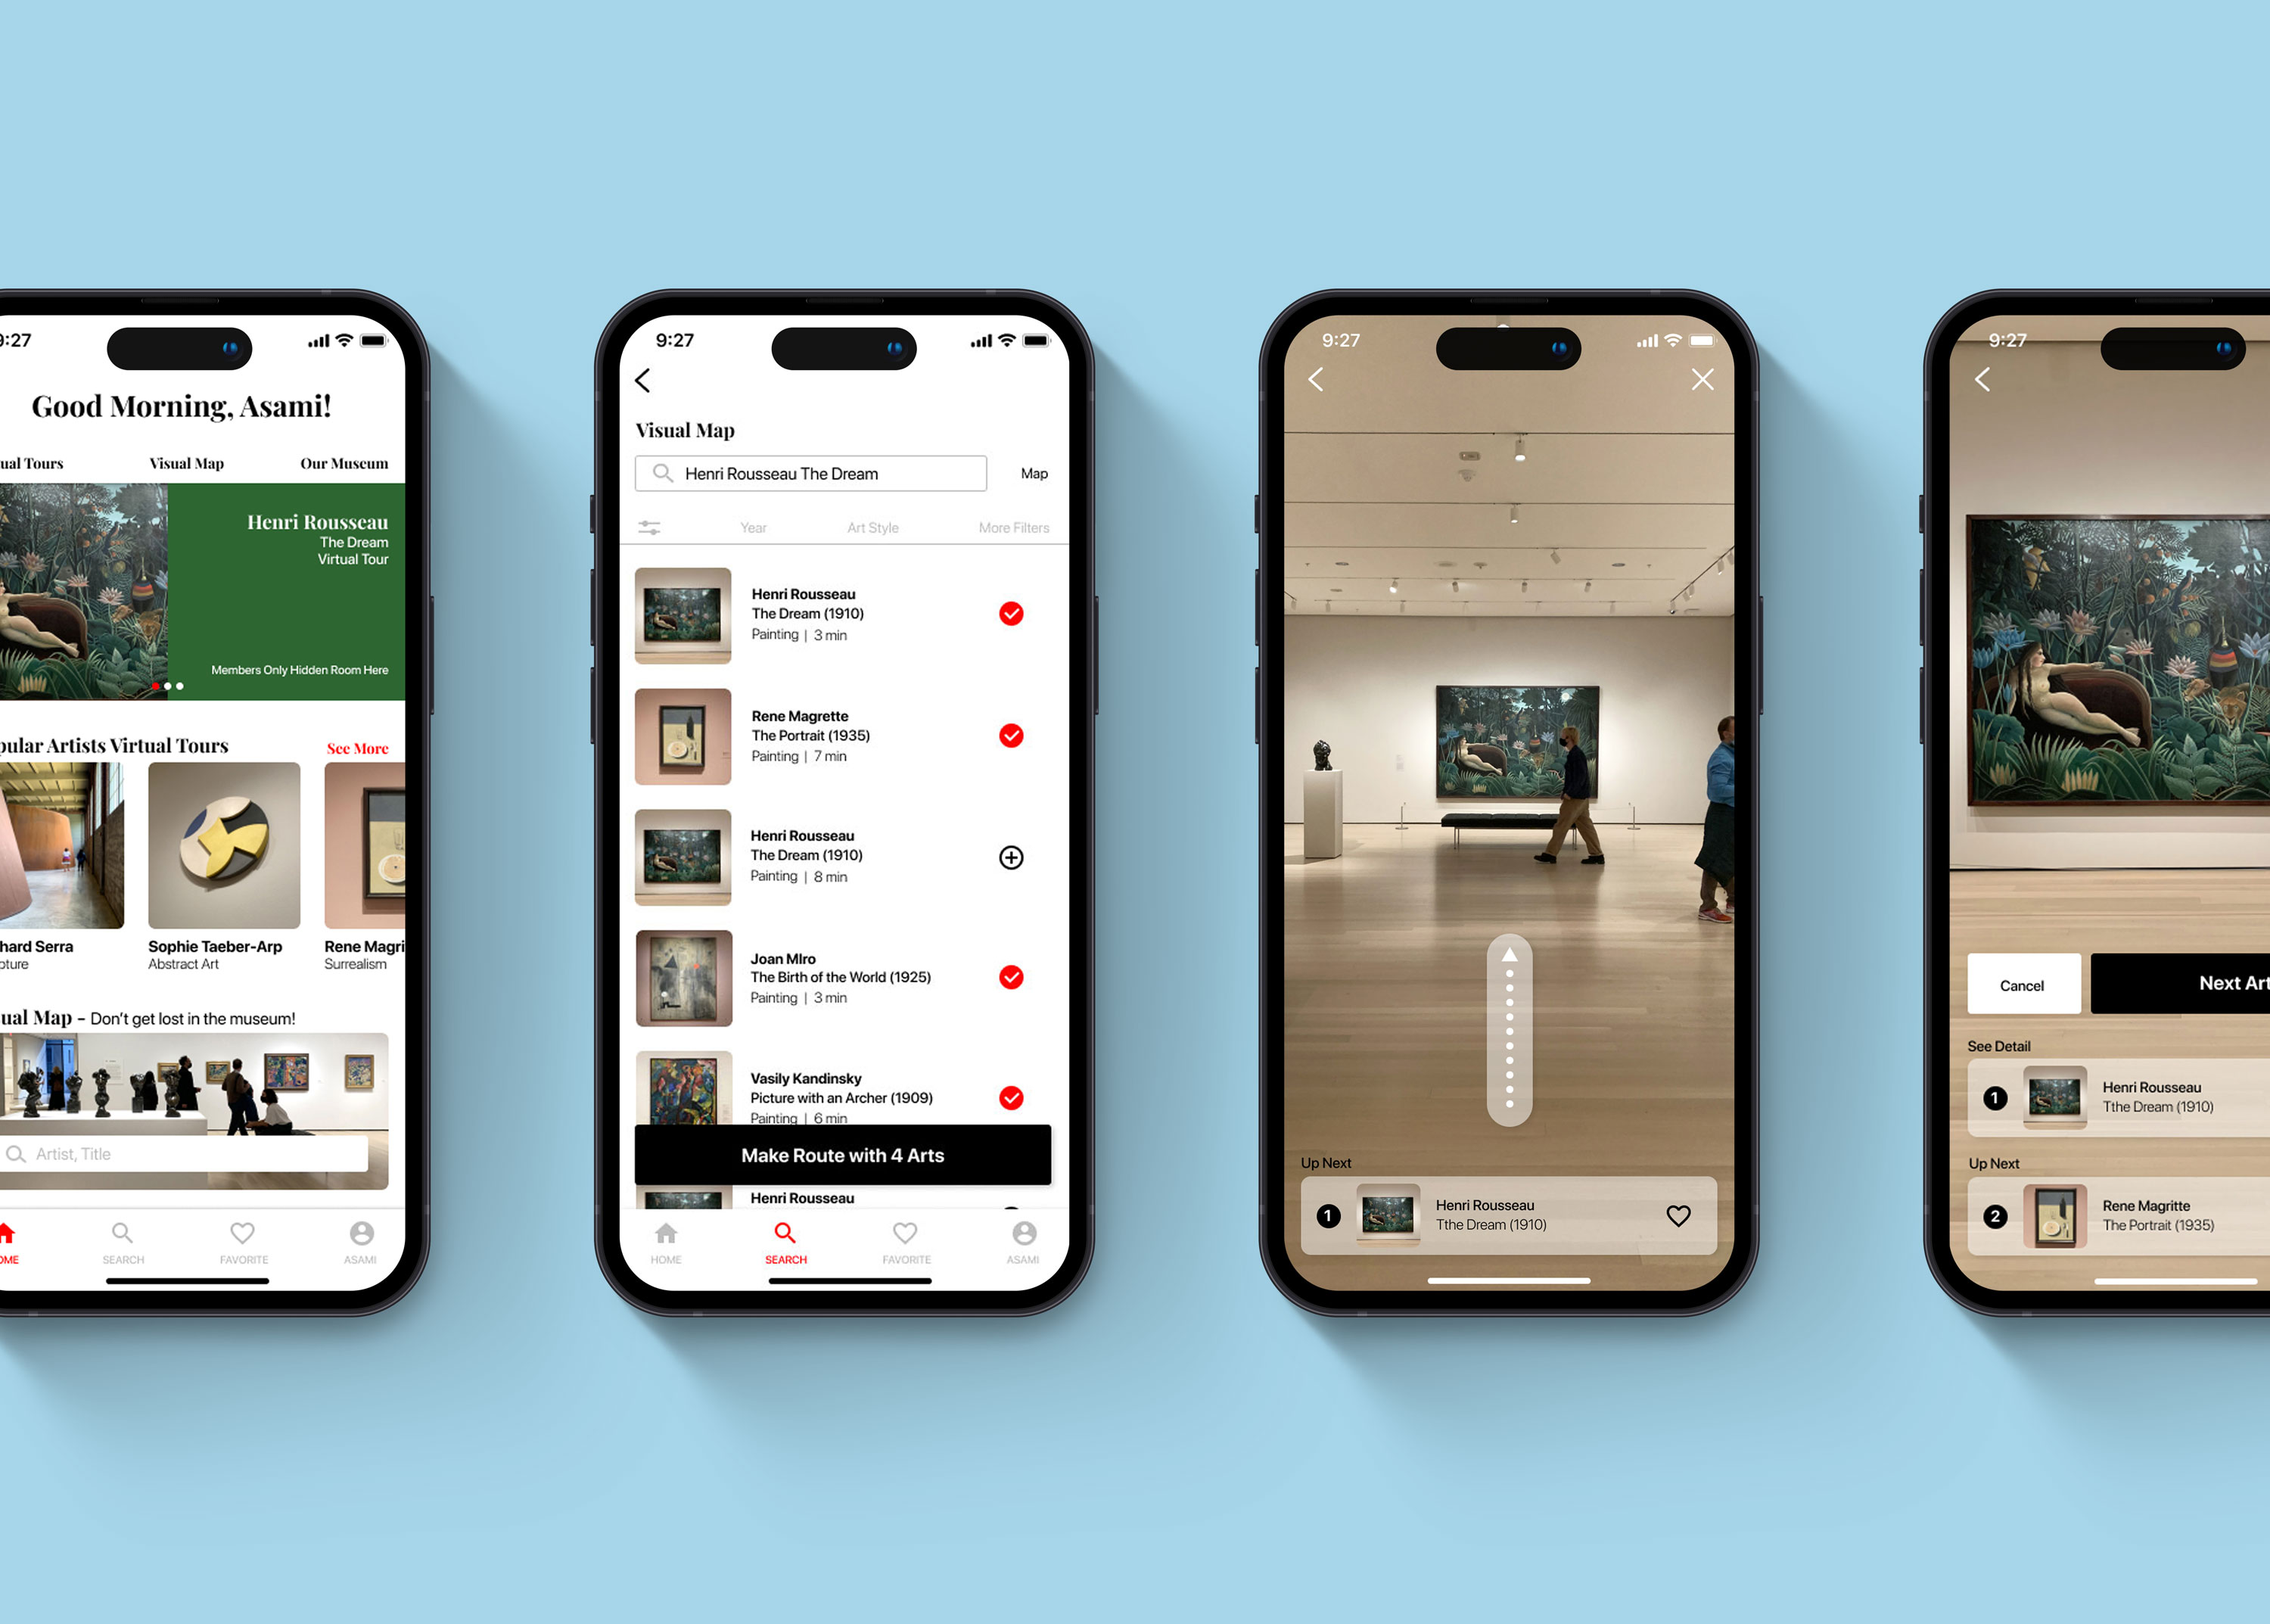 9:27
Good Morning, Asami!
ual Tours
Visual Map
Our Museum
Henri Rousseau
The Dream
Virtual Tour
Members Only Hidden Room Here
pular Artists Virtual Tours
See More
hard Serra
pture
Sophie Taeber-Arp
Abstract Art
Rene Magri
Surrealism
ual Map - Don't get lost in the museum!
Artist, Title
OME
SEARCH
FAVORITE
ASAMI
9:27
Visual Map
Henri Rousseau The Dream
Map
Year
Art Style
More Filters
Henri Rousseau
The Dream (1910)
Painting | 3 min
Rene Magrette
The Portrait (1935)
Painting | 7 min
Henri Rousseau
The Dream (1910)
Painting | 8 min
Joan MIro
The Birth of the World (1925)
Painting | 3 min
Vasily Kandinsky
Picture with an Archer (1909)
Painting | 6 min
Make Route with 4 Arts
Henri Rousseau
HOME
SEARCH
FAVORITE
ASAMI
9:27
Up Next
1
Henri Rousseau
Tthe Dream (1910)
9:27
Cancel
Next Art
See Detail
1
Henri Rousseau
Tthe Dream (1910)
Up Next
2
Rene Magritte
The Portrait (1935)